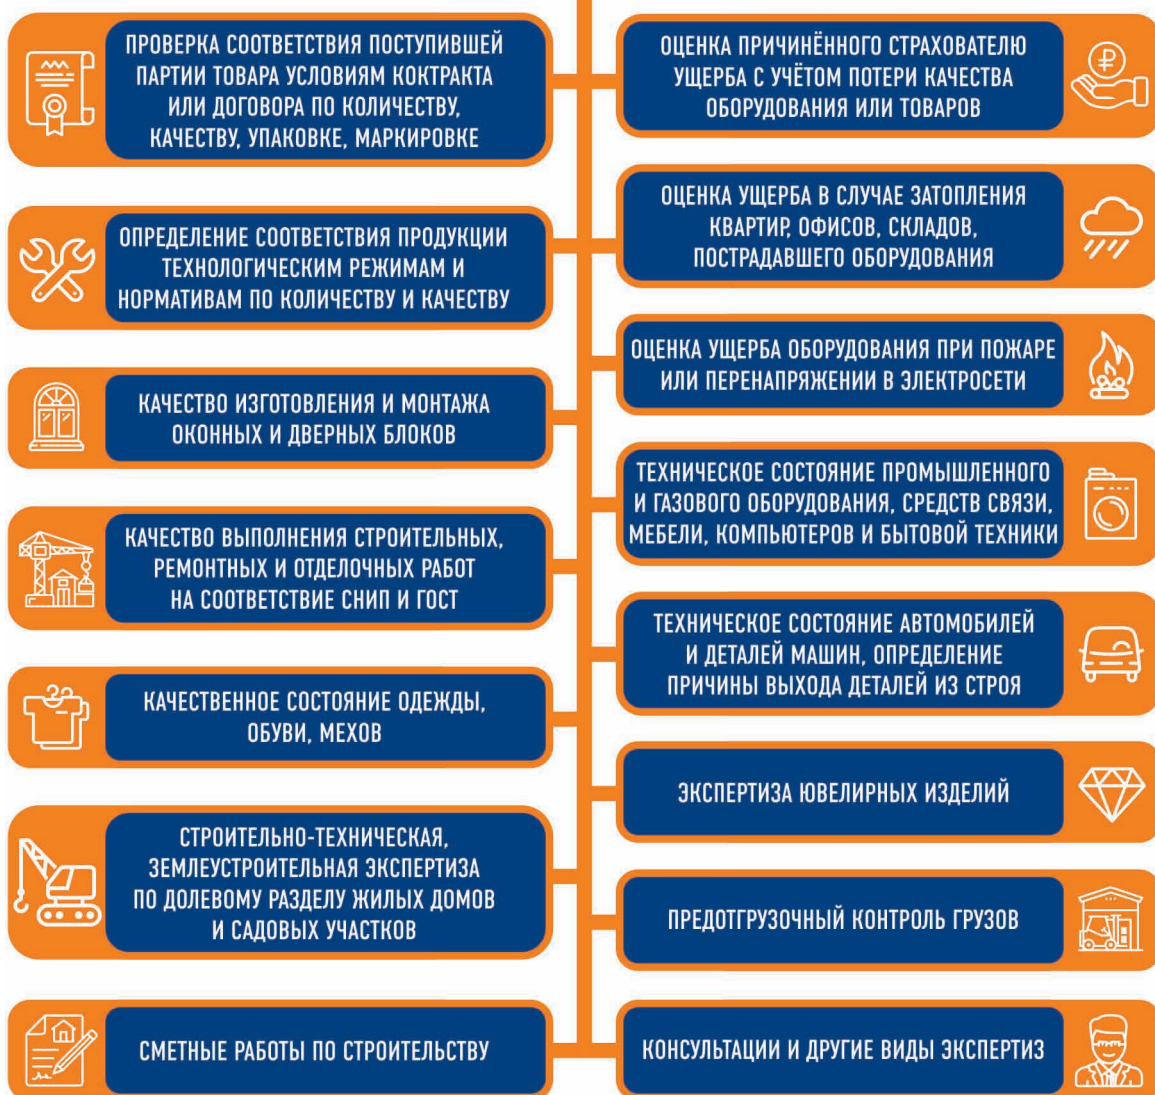 ПРОВЕРКА СООТВЕТСТВИЯ ПОСТУПИВШЕЙ
ПАРТИИ ТОВАРА УСЛОВИЯМ КОКТРАКТА
ИЛИ ДОГОВОРА ПО КОЛИЧЕСТВУ,
КАЧЕСТВУ, УПАКОВКЕ, МАРКИРОВКЕ
ОПРЕДЕЛЕНИЕ СООТВЕТСТВИЯ ПРОДУКЦИИ
ТЕХНОЛОГИЧЕСКИМ РЕЖИМАМ И
НОРМАТИВАМ ПО КОЛИЧЕСТВУ И КАЧЕСТВУ
КАЧЕСТВО ИЗГОТОВЛЕНИЯ И МОНТАЖА
ОКОННЫХ И ДВЕРНЫХ БЛОКОВ
КАЧЕСТВО ВЫПОЛНЕНИЯ СТРОИТЕЛЬНЫХ,
РЕМОНТНЫХ И ОТДЕЛОЧНЫХ РАБОТ
НА СООТВЕТСТВИЕ СНИП И ГОСТ
КАЧЕСТВЕННОЕ СОСТОЯНИЕ ОДЕЖДЫ,
ОБУВИ, МЕХОВ
СТРОИТЕЛЬНО-ТЕХНИЧЕСКАЯ,
ЗЕМЛЕУСТРОИТЕЛЬНАЯ ЭКСПЕРТИЗА
ПО ДОЛЕВОМУ РАЗДЕЛУ ЖИЛЫХ ДОМОВ
И САДОВЫХ УЧАСТКОВ
СМЕТНЫЕ РАБОТЫ ПО СТРОИТЕЛЬСТВУ
ОЦЕНКА ПРИЧИНЁННОГО СТРАХОВАТЕЛЮ
УЩЕРБА С УЧЁТОМ ПОТЕРИ КАЧЕСТВА
ОБОРУДОВАНИЯ ИЛИ ТОВАРОВ
ОЦЕНКА УЩЕРБА В СЛУЧАЕ ЗАТОПЛЕНИЯ
КВАРТИР, ОФИСОВ, СКЛАДОВ,
ПОСТРАДАВШЕГО ОБОРУДОВАНИЯ
ОЦЕНКА УЩЕРБА ОБОРУДОВАНИЯ ПРИ ПОЖАРЕ
ИЛИ ПЕРЕНАПРЯЖЕНИИ В ЭЛЕКТРОСЕТИ
ТЕХНИЧЕСКОЕ СОСТОЯНИЕ ПРОМЫШЛЕННОГО
И ГАЗОВОГО ОБОРУДОВАНИЯ, СРЕДСТВ СВЯЗИ,
МЕБЕЛИ, КОМПЬЮТЕРОВ И БЫТОВОЙ ТЕХНИКИ
ТЕХНИЧЕСКОЕ СОСТОЯНИЕ АВТОМОБИЛЕЙ
И ДЕТАЛЕЙ МАШИН, ОПРЕДЕЛЕНИЕ
ПРИЧИНЫ ВЫХОДА ДЕТАЛЕЙ ИЗ СТРОЯ
ЭКСПЕРТИЗА ЮВЕЛИРНЫХ ИЗДЕЛИЙ
ПРЕДОТГРУЗОЧНЫЙ КОНТРОЛЬ ГРУЗОВ
КОНСУЛЬТАЦИИ И ДРУГИЕ ВИДЫ ЭКСПЕРТИЗ